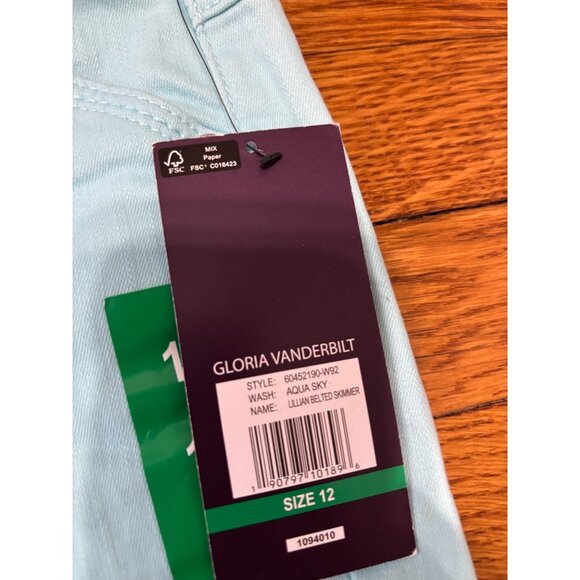 MIX
Paper
FSC® C018423
FSC
GLORIA VANDERBILT
STYLE: 60452190-W92
WASH: AQUA SKY
NAME: LILLIAN BELTED SKIMMER
1 90797 10189 6
SIZE 12
1094010